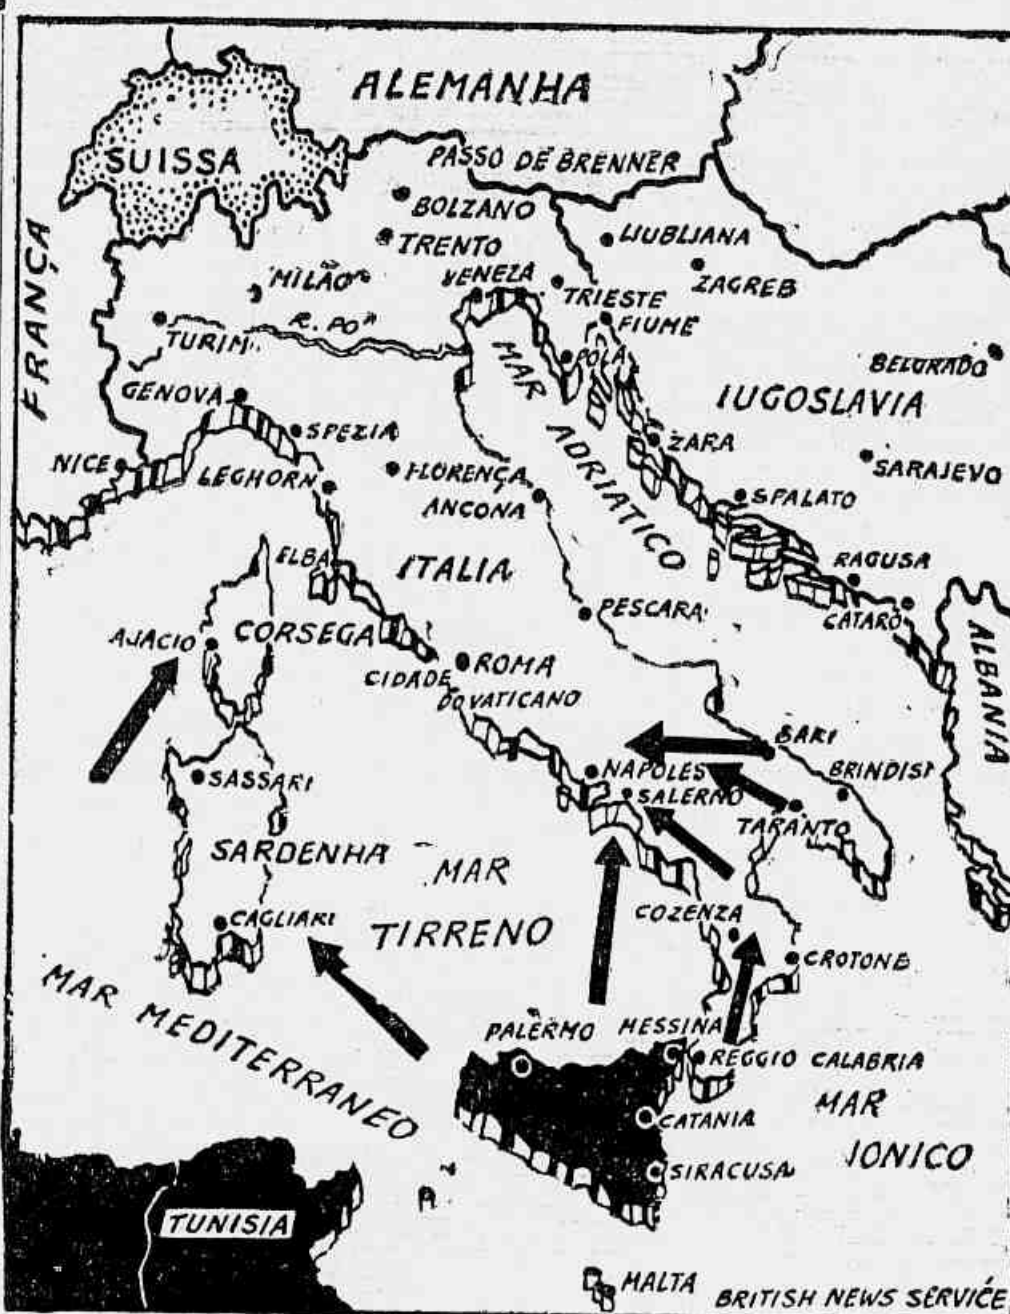 ALEMANHA
SUISSA
PASSO DE BRENNER
BOLZANO
TRENTO
LIUBLIANA
ZAGREB
FRANÇA
MILÃO
VENEZA
TRIESTE
FIUME
R. PO
TURIM
POLA
BELGRADO
MAR
ADRIATICO
IUGOSLAVIA
GENOVA
SPEZIA
ZARA
NICE
LEGHORN
FLORENÇA
ANCONA
SARAJEVO
SPALATO
ELBA
ITALIA
RAGUSA
PESCARA
CATARO
ALBANIA
AJACIO
CORSEGA
ROMA
CIDADE
DO VATICANO
BARI
NAPOLES
BRINDISI
SASSARI
SALERNO
TARANTO
SARDENHA
MAR
TIRRENO
COZENZA
CAGLIARI
CROTONE
MAR MEDITERRANEO
PALERMO
MESSINA
REGGIO CALABRIA
CATANIA
MAR
IONICO
SIRACUSA
TUNISIA
MALTA
BRITISH NEWS SERVICE